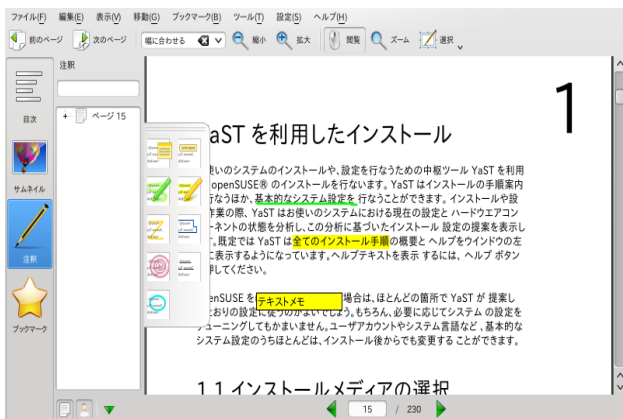 ファイル(F) 編集(E) 表示(V) 移動(G) ブックマーク(B) ツール(T) 設定(S) ヘルプ(H)
前のページ 次のページ 幅に合わせる 縮小 拡大 閲覧 ズーム 選択
目次
サムネイル
注釈
ブックマーク
注釈
ページ 15
1
aST を利用したインストール
使いのシステムのインストールや、設定を行なうための中枢ツール YaST を利用
openSUSE® のインストールを行ないます。YaST はインストールの手順案内
行なうほか、基本的なシステム設定を 行なうことができます。インストールや設
作業の際、YaST はお使いのシステムにおける現在の設定と ハードウエアコン
ーネントの状態を分析し、この分析に基づいたインストール 設定の提案を表示し
。既定では YaST は全てのインストール手順の概要と ヘルプをウインドウの左
に表示するようになっています。ヘルプテキストを表示 するには、ヘルプ ボタン
押してください。
enSUSE を テキストメモ 場合は、ほとんどの箇所で YaST が 提案し
とおりの設定に従うのがよいでしょう。もちろん、必要に応じてシステム の設定を
チューニングしてもかまいません。ユーザアカウントやシステム言語など 、基本的な
システム設定のうちほとんどは、インストール後からでも変更する ことができます。
1.1 インストールメディアの選択
15 / 230